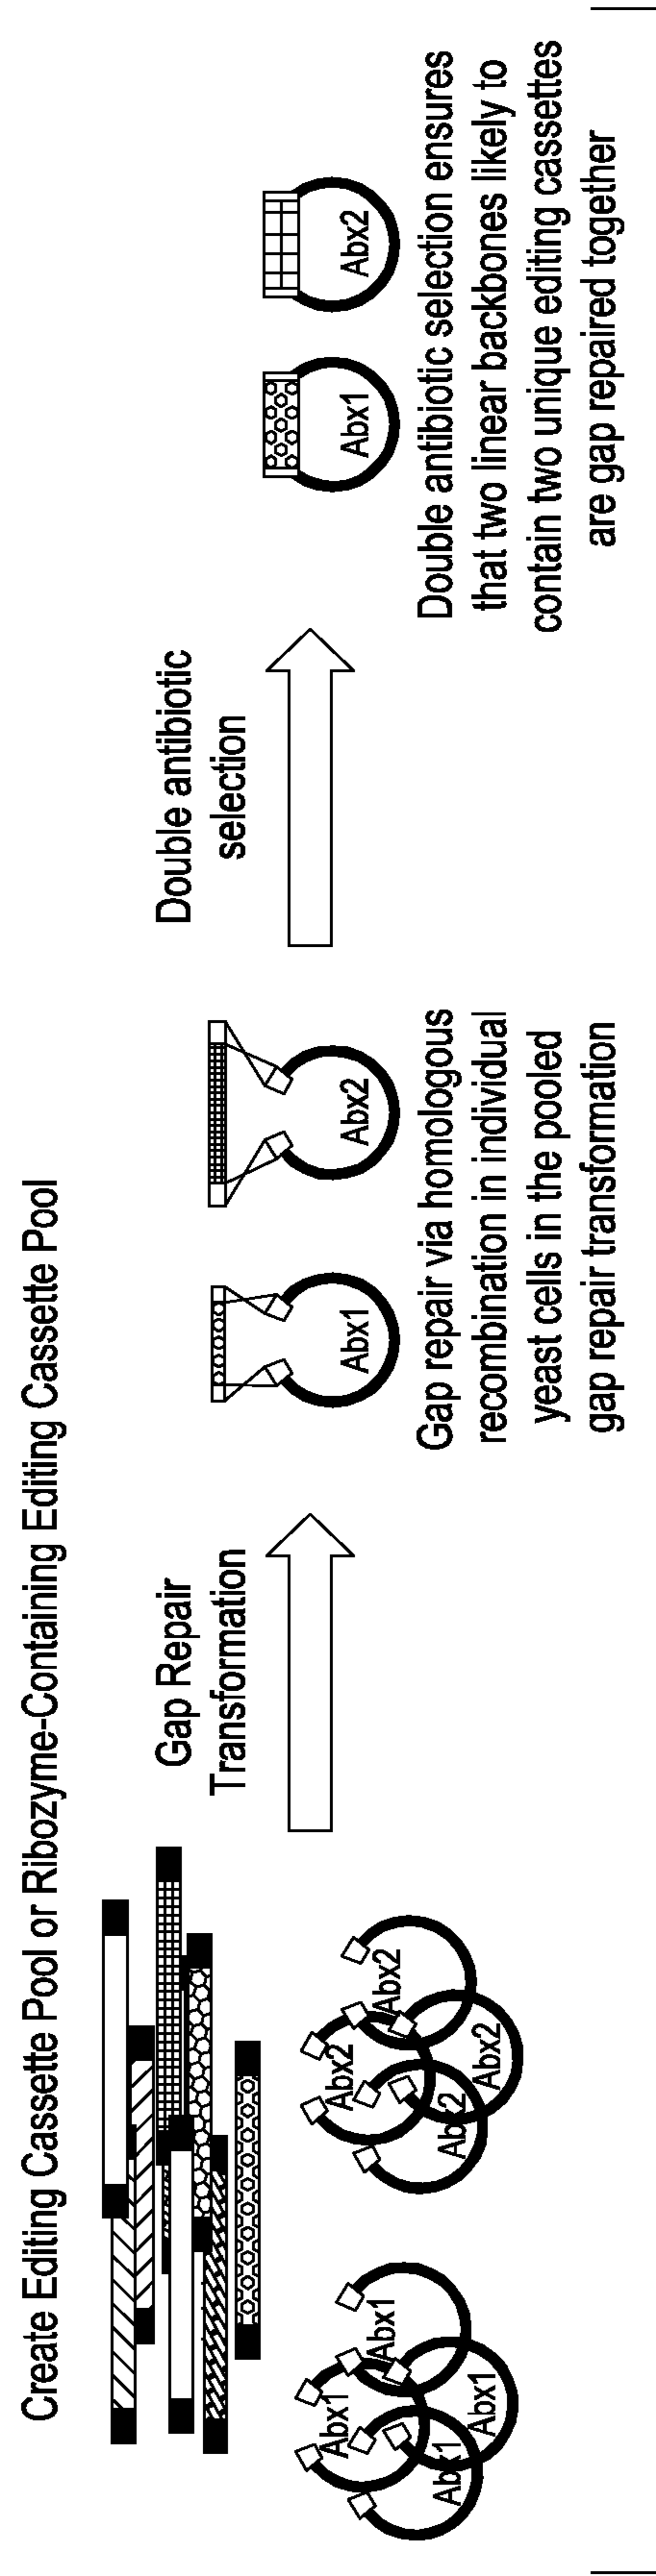 Create Editing Cassette Pool or Ribozyme-Containing Editing Cassette Pool
Gap Repair
Transformation
Double antibiotic
selection
Abx1
Abx1
Abx1
Abx1
Abx2
Abx2
Abx2
Abx2
Abx1
Abx2
Gap repair via homologous
recombination in individual
yeast cells in the pooled
gap repair transformation
Abx1
Abx2
Double antibiotic selection ensures
that two linear backbones likely to
contain two unique editing cassettes
are gap repaired together